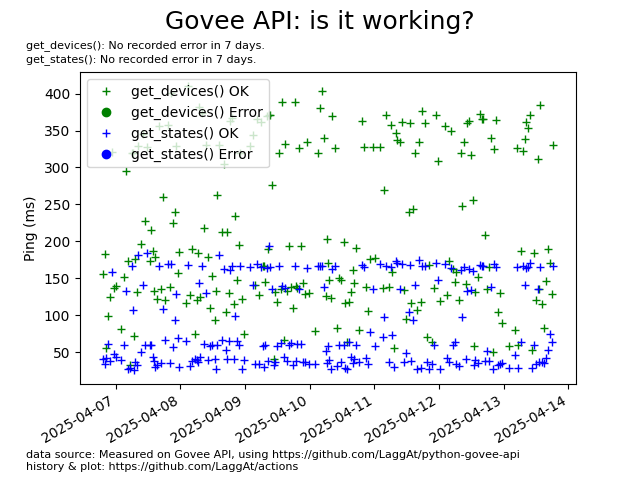 Govee API: is it working?
get_devices(): No recorded error in 7 days.
get_states(): No recorded error in 7 days.
get_devices() OK
get_devices() Error
get_states() OK
get_states() Error
Ping (ms)
400
350
300
250
200
150
100
50
2025-04-07
2025-04-08
2025-04-09
2025-04-10
2025-04-11
2025-04-12
2025-04-13
2025-04-14
data source: Measured on Govee API, using https://github.com/LaggAt/python-govee-api
history & plot: https://github.com/LaggAt/actions